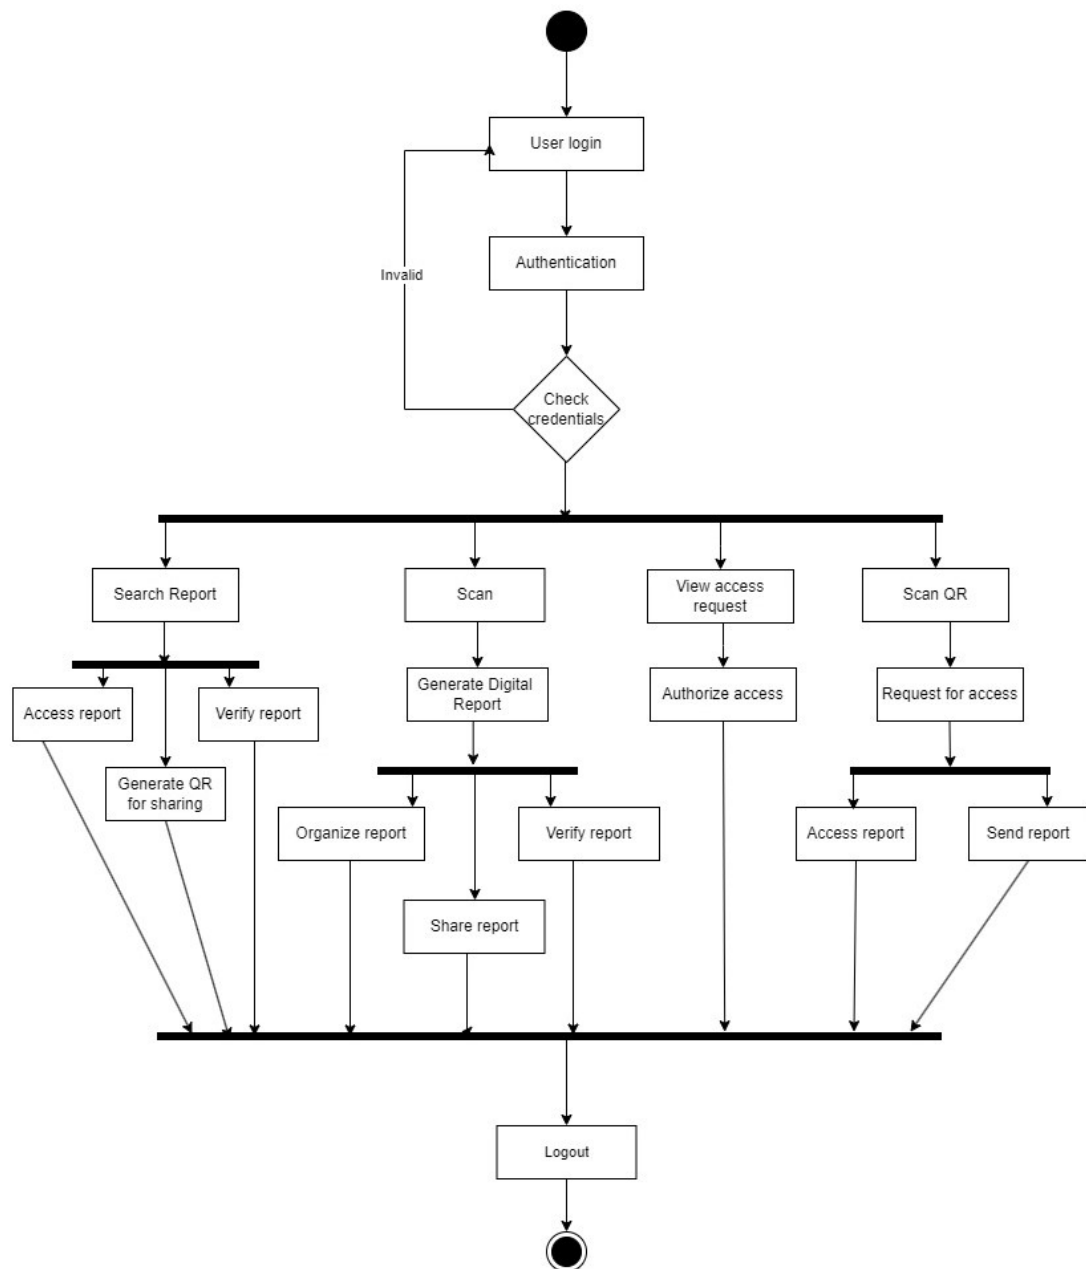 User login
Authentication
Invalid
Check
credentials
Search Report
Scan
View access
request
Scan QR
Generate Digital
Report
Authorize access
Request for access
Access report
Verify report
Generate QR
for sharing
Organize report
Verify report
Access report
Send report
Share report
Logout